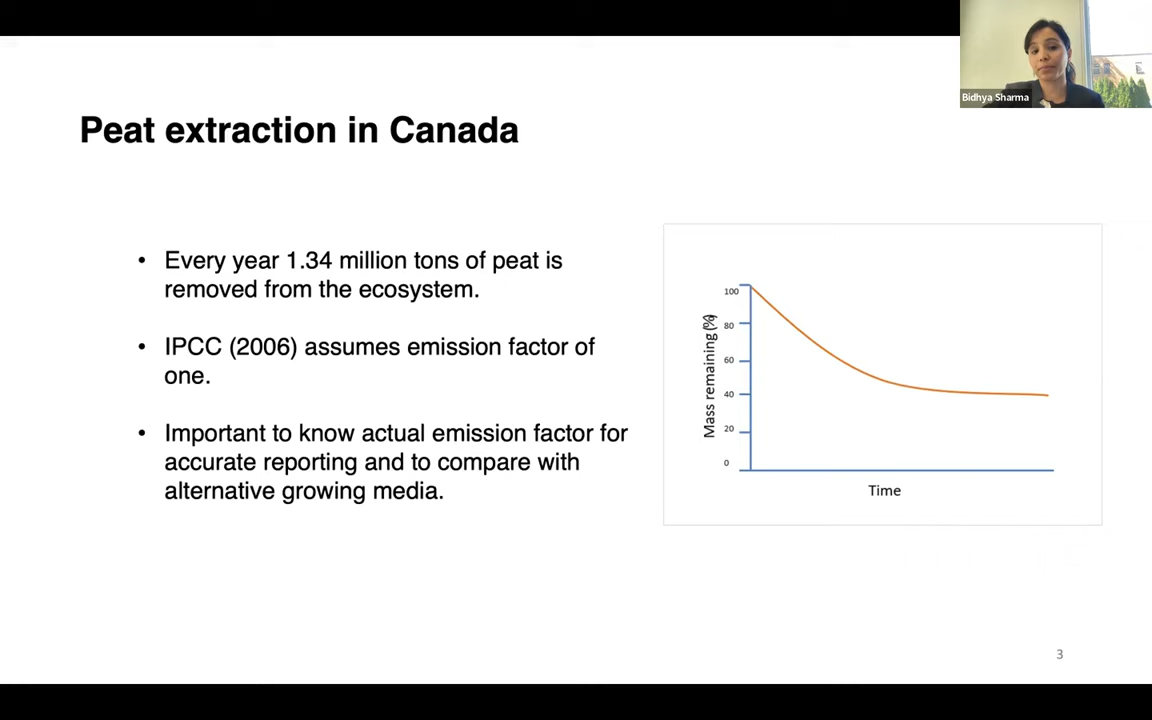 Bidhya Sharma
Peat extraction in Canada
• Every year 1.34 million tons of peat is
removed from the ecosystem.
• IPCC (2006) assumes emission factor of
one.
• Important to know actual emission factor for
accurate reporting and to compare with
alternative growing media.
Mass remaining (%)
100
80
60
40
20
0
Time
3